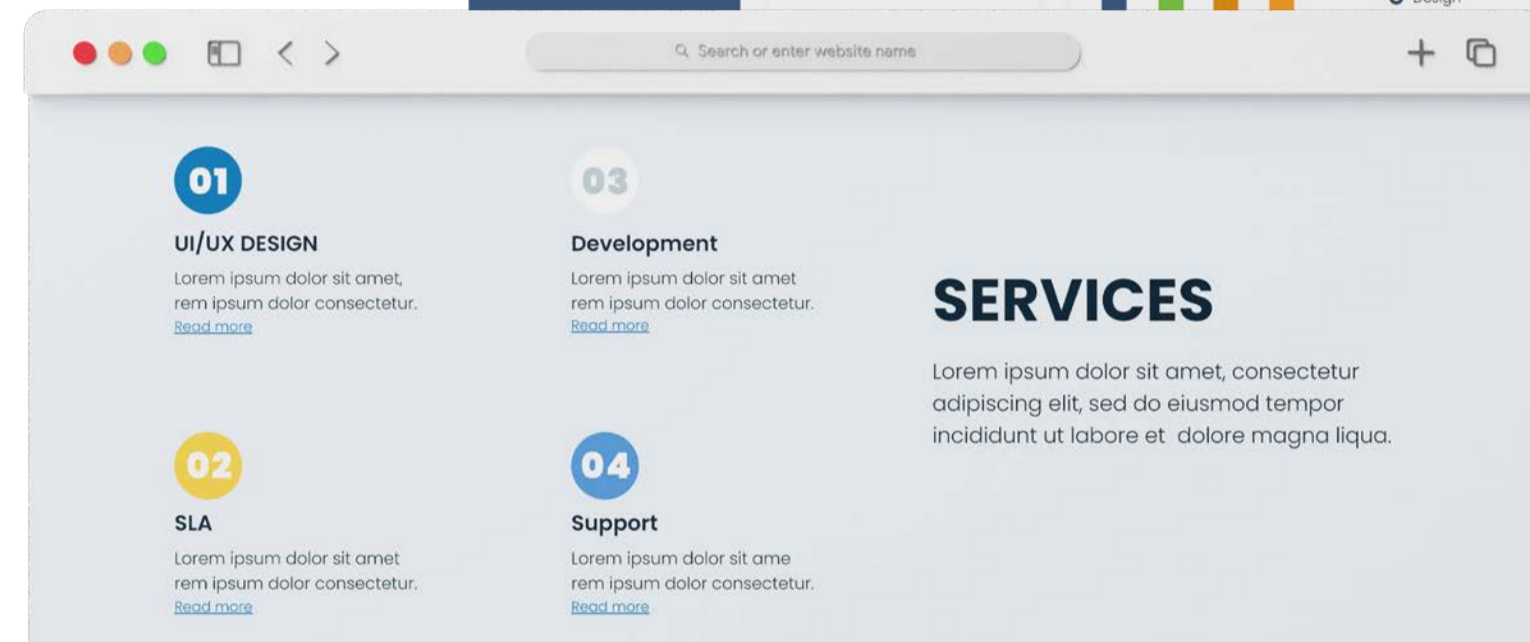 Design
Search or enter website name
01
UI/UX DESIGN
Lorem ipsum dolor sit amet,
rem ipsum dolor consectetur.
Read more
02
SLA
Lorem ipsum dolor sit amet
rem ipsum dolor consectetur.
Read more
03
Development
Lorem ipsum dolor sit amet
rem ipsum dolor consectetur.
Read more
04
Support
Lorem ipsum dolor sit ame
rem ipsum dolor consectetur.
Read more
SERVICES
Lorem ipsum dolor sit amet, consectetur
adipiscing elit, sed do eiusmod tempor
incididunt ut labore et  dolore magna liqua.